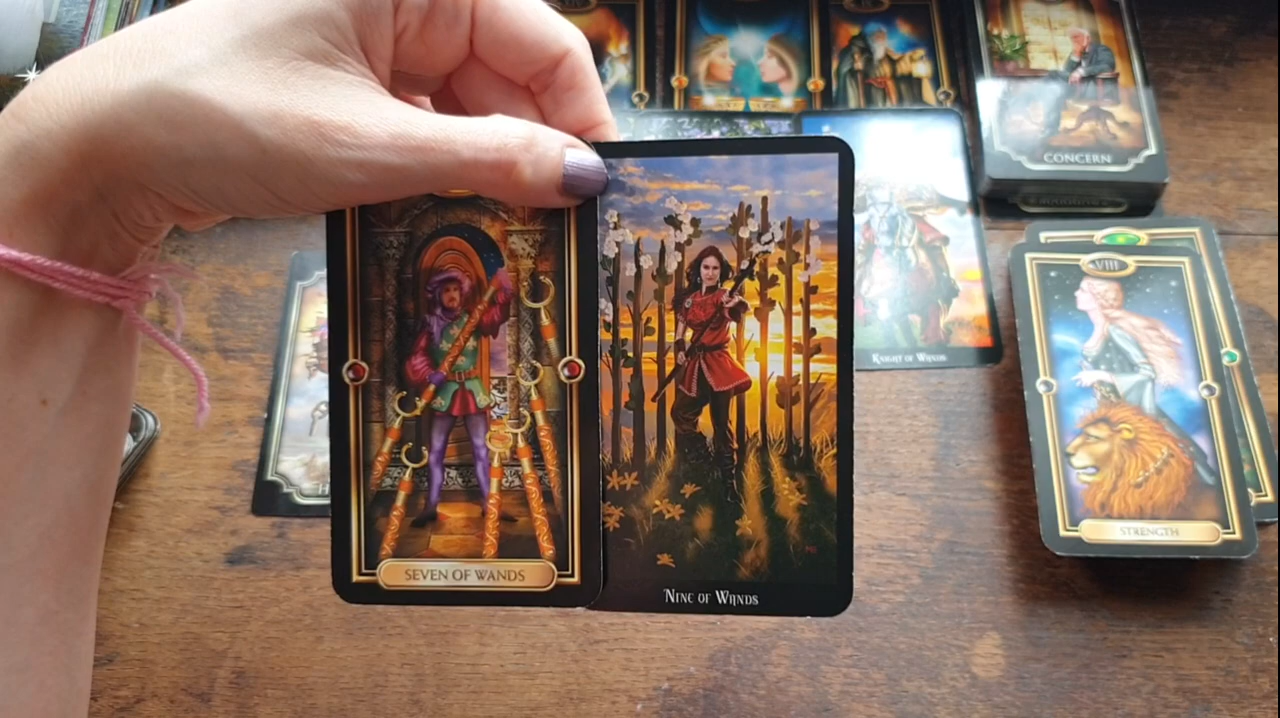 CONCERN
KNIGHT OF WANDS
VIII
STRENGTH
SEVEN OF WANDS
NINE OF WANDS